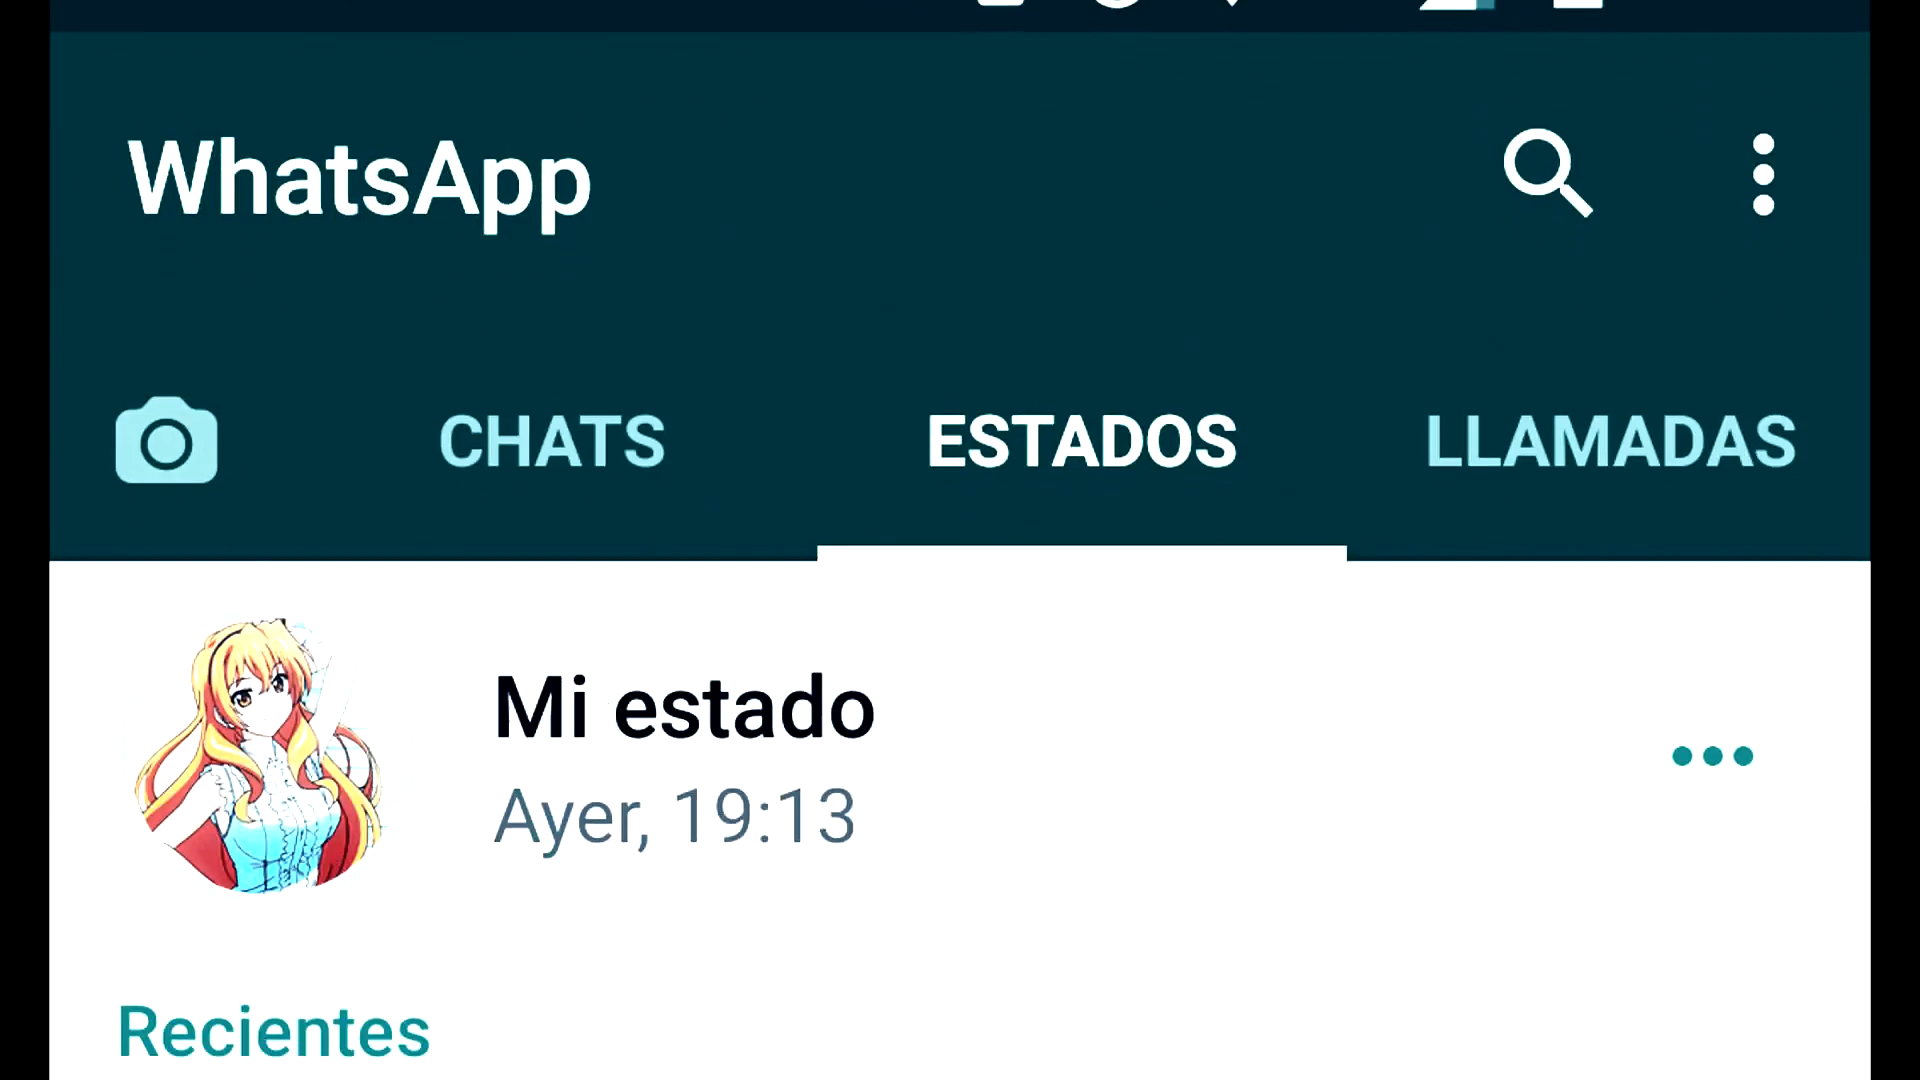 WhatsApp
CHATS ESTADOS LLAMADAS
Mi estado
Ayer, 19:13
Recientes